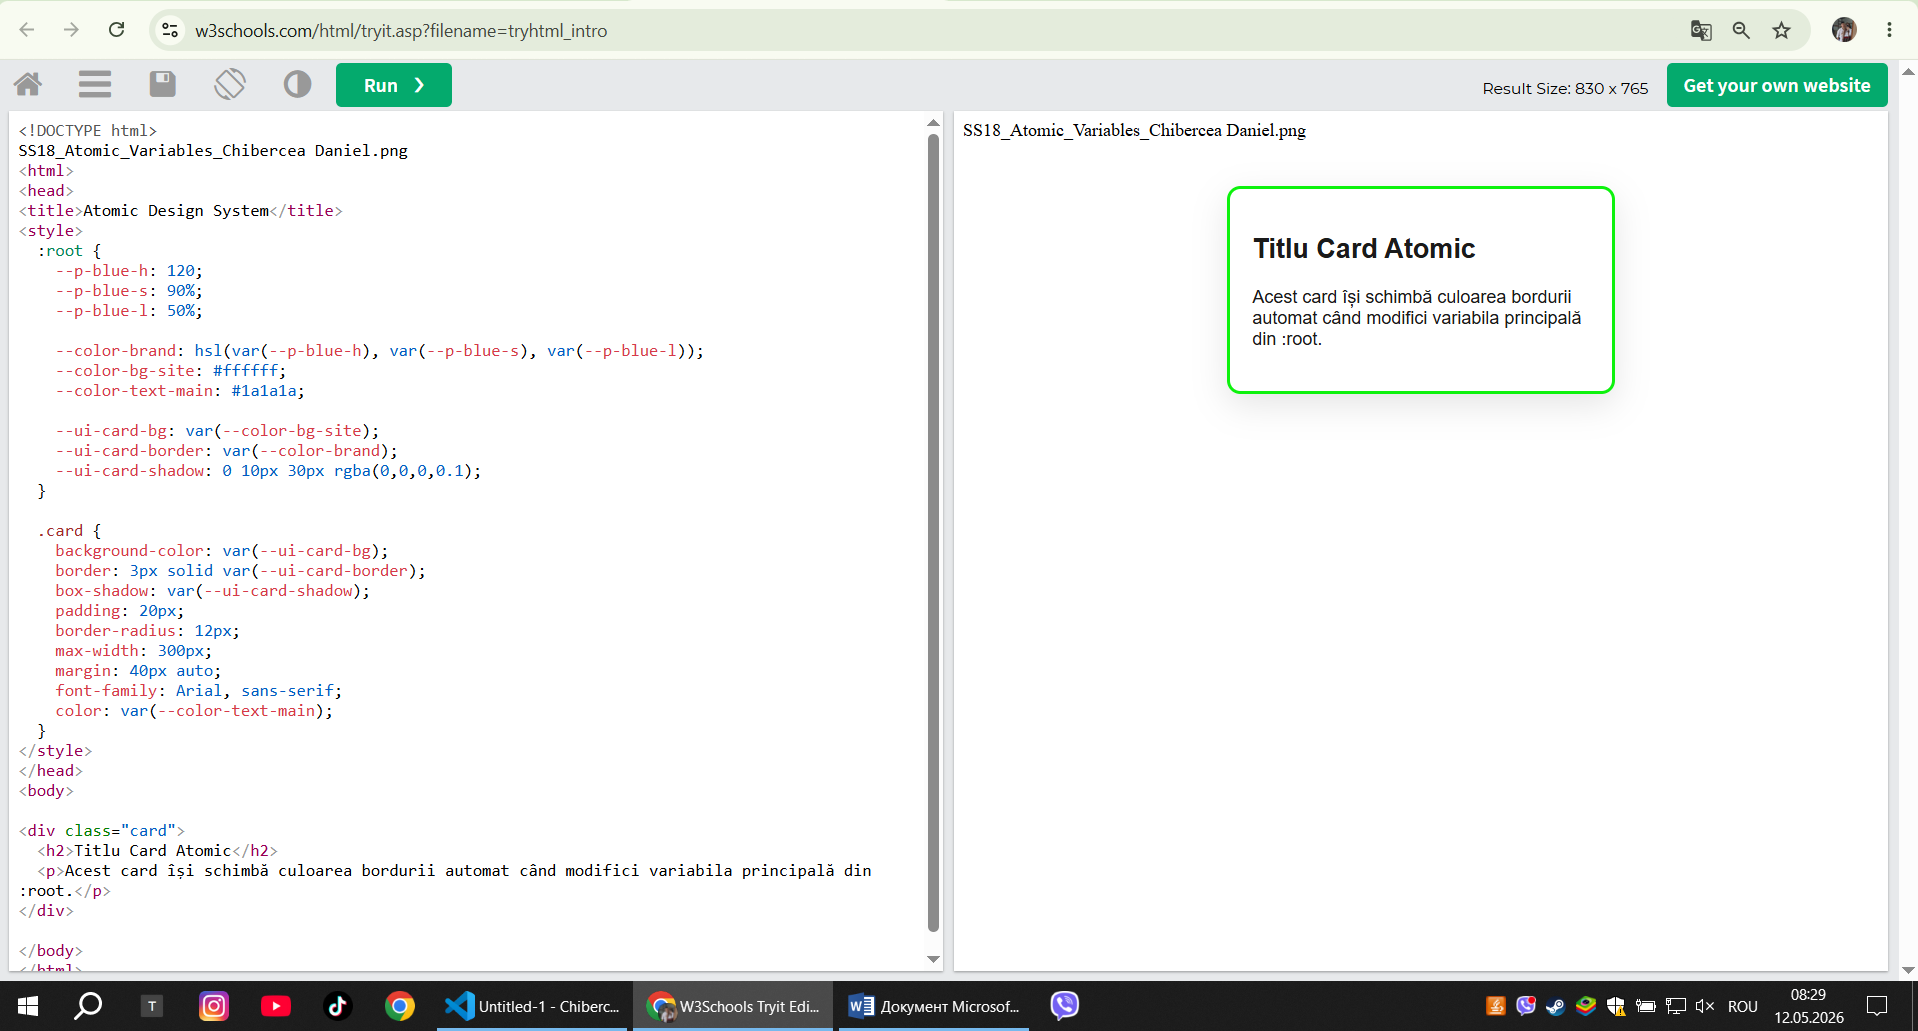 w3schools.com/html/tryit.asp?filename=tryhtml_intro
Run ❯
Result Size: 830 x 765
Get your own website
<!DOCTYPE html>
SS18_Atomic_Variables_Chibercea Daniel.png
<html>
<head>
<title>Atomic Design System</title>
<style>
  :root {
    --p-blue-h: 120;
    --p-blue-s: 90%;
    --p-blue-l: 50%;

    --color-brand: hsl(var(--p-blue-h), var(--p-blue-s), var(--p-blue-l));
    --color-bg-site: #ffffff;
    --color-text-main: #1a1a1a;

    --ui-card-bg: var(--color-bg-site);
    --ui-card-border: var(--color-brand);
    --ui-card-shadow: 0 10px 30px rgba(0,0,0,0.1);
  }

  .card {
    background-color: var(--ui-card-bg);
    border: 3px solid var(--ui-card-border);
    box-shadow: var(--ui-card-shadow);
    padding: 20px;
    border-radius: 12px;
    max-width: 300px;
    margin: 40px auto;
    font-family: Arial, sans-serif;
    color: var(--color-text-main);
  }
</style>
</head>
<body>

<div class="card">
  <h2>Titlu Card Atomic</h2>
  <p>Acest card își schimbă culoarea bordurii automat când modifici variabila principală din
:root.</p>
</div>

</body>
</html>
SS18_Atomic_Variables_Chibercea Daniel.png
Titlu Card Atomic
Acest card își schimbă culoarea bordurii
automat când modifici variabila principală
din :root.
T
Untitled-1 - Chiberc...
W3Schools Tryit Edi...
Документ Microsof...
ROU
08:29
12.05.2026